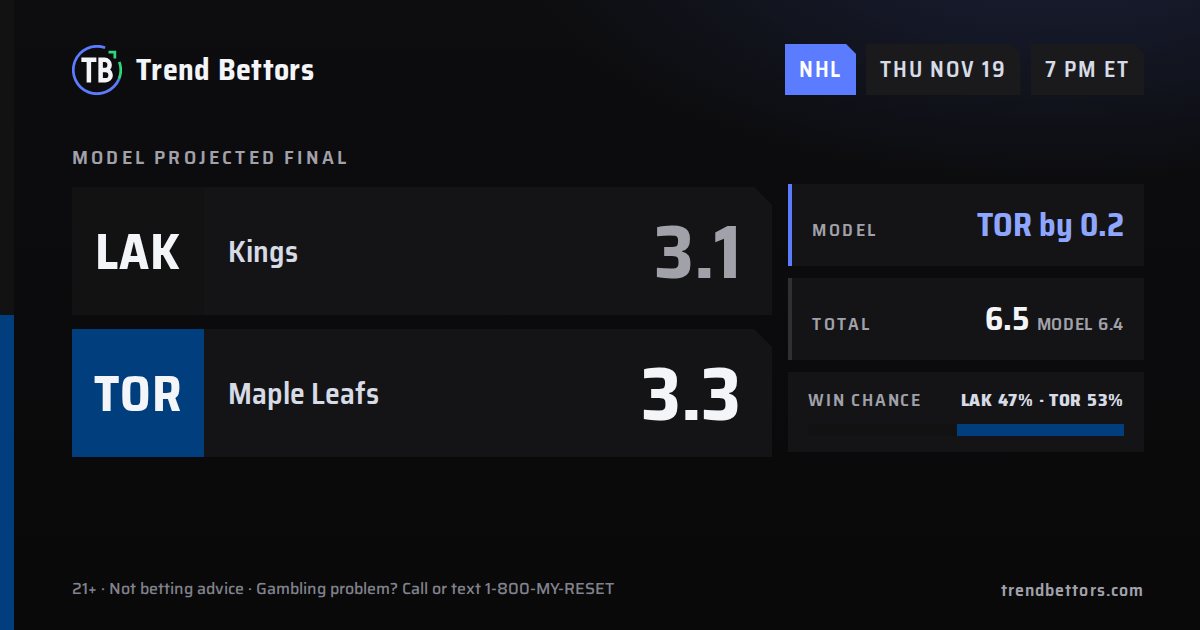 TB Trend Bettors
NHL THU NOV 19 7 PM ET
MODEL PROJECTED FINAL
LAK Kings 3.1
TOR Maple Leafs 3.3
MODEL TOR by 0.2
TOTAL 6.5 MODEL 6.4
WIN CHANCE LAK 47% · TOR 53%
21+ · Not betting advice · Gambling problem? Call or text 1-800-MY-RESET
trendbettors.com